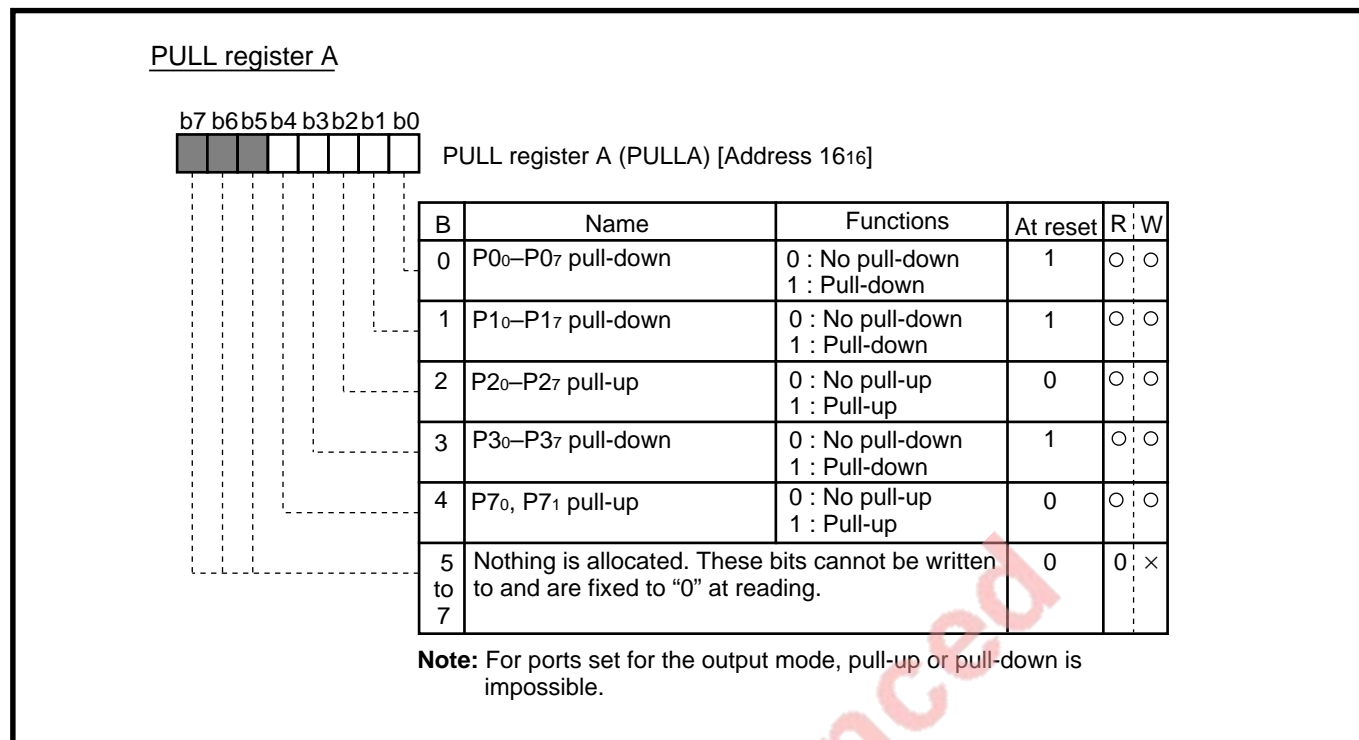 PULL register A
b7 b6 b5 b4 b3 b2 b1 b0
PULL register A (PULLA) [Address 16₁₆]
B Name Functions At reset R W
0 P0₀–P0₇ pull-down 0 : No pull-down 1 ○ ○
1 : Pull-down
1 P1₀–P1₇ pull-down 0 : No pull-down 1 ○ ○
1 : Pull-down
2 P2₀–P2₇ pull-up 0 : No pull-up 0 ○ ○
1 : Pull-up
3 P3₀–P3₇ pull-down 0 : No pull-down 1 ○ ○
1 : Pull-down
4 P7₀, P7₁ pull-up 0 : No pull-up 0 ○ ○
1 : Pull-up
5 Nothing is allocated. These bits cannot be written 0 0 ×
to to and are fixed to “0” at reading.
7
Note: For ports set for the output mode, pull-up or pull-down is
impossible.